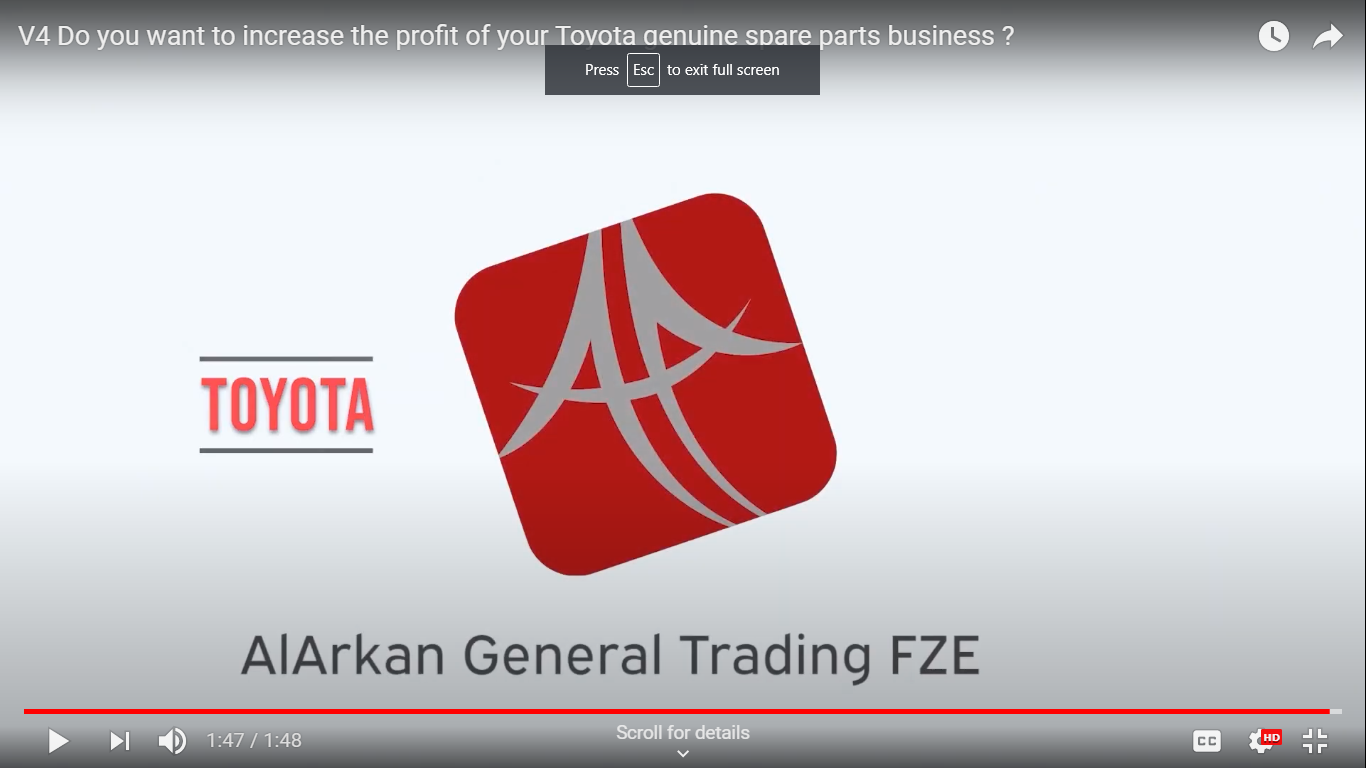 V4 Do you want to increase the profit of your Toyota genuine spare parts business ?
Press Esc to exit full screen
TOYOTA
AlArkan General Trading FZE
1:47 / 1:48
Scroll for details
CC
HD